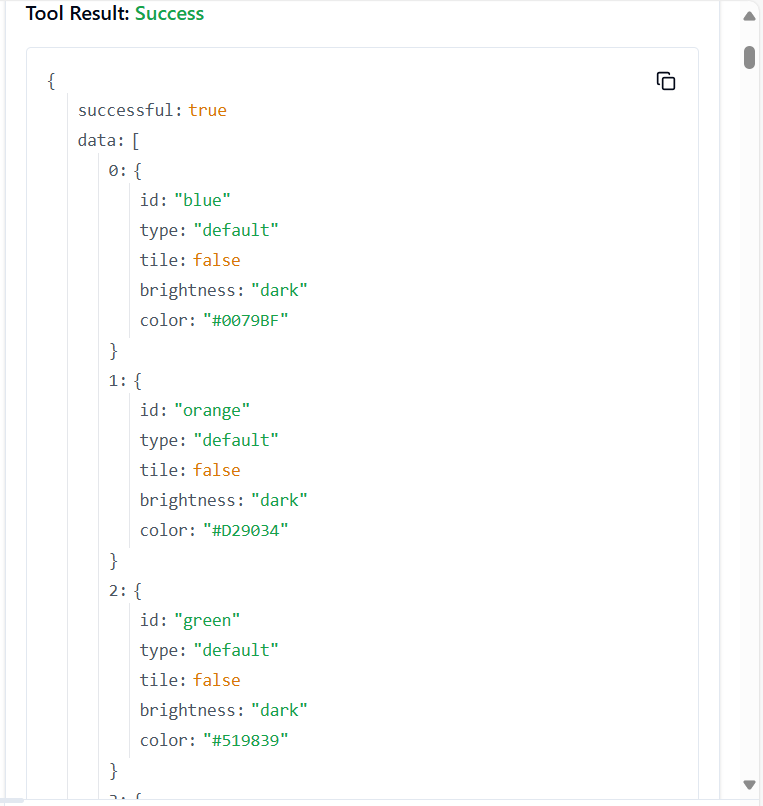 Tool Result: Success
{
successful: true
data: [
0: {
id: "blue"
type: "default"
tile: false
brightness: "dark"
color: "#0079BF"
}
1: {
id: "orange"
type: "default"
tile: false
brightness: "dark"
color: "#D29034"
}
2: {
id: "green"
type: "default"
tile: false
brightness: "dark"
color: "#519839"
}